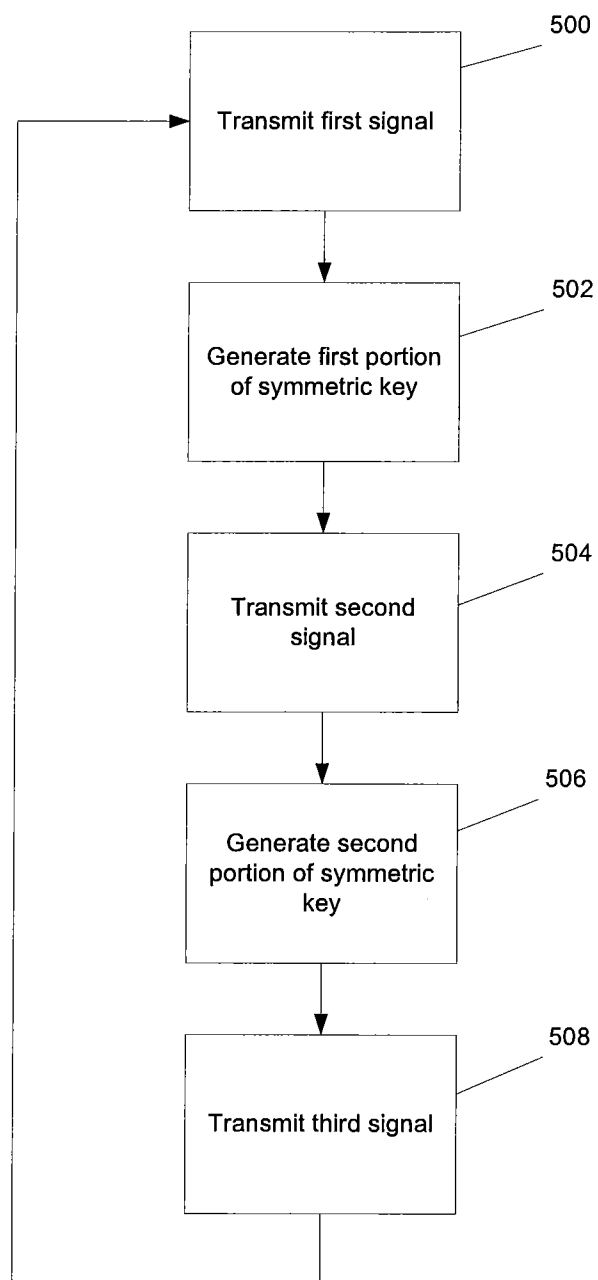 500
Transmit first signal
502
Generate first portion
of symmetric key
504
Transmit second
signal
506
Generate second
portion of symmetric
key
508
Transmit third signal